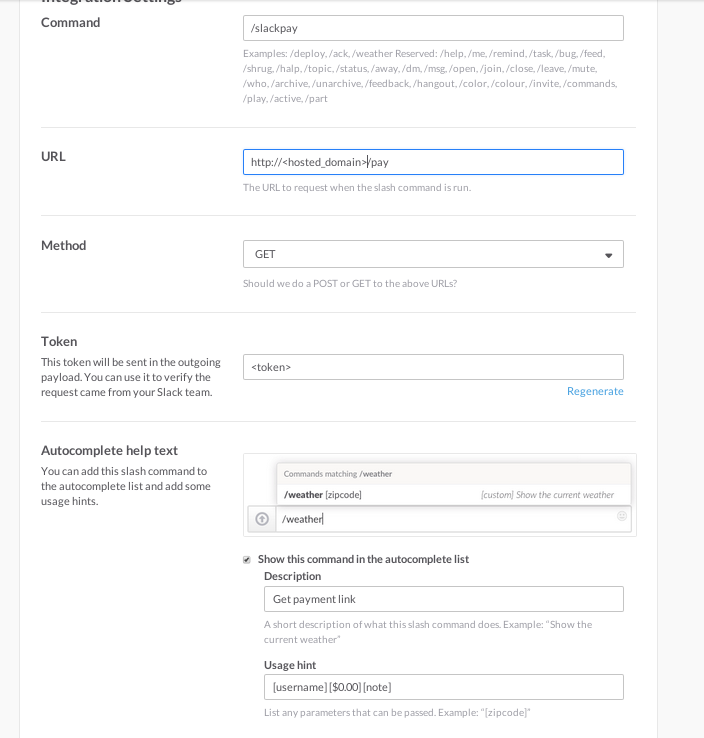 Integration Settings
Command
/slackpay
Examples: /deploy, /ack, /weather Reserved: /help, /me, /remind, /task, /bug, /feed,
/shrug, /halp, /topic, /status, /away, /dm, /msg, /open, /join, /close, /leave, /mute,
/who, /archive, /unarchive, /feedback, /hangout, /color, /colour, /invite, /commands,
/play, /active, /part
URL
http://<hosted_domain>/pay
The URL to request when the slash command is run.
Method
GET
Should we do a POST or GET to the above URLs?
Token
This token will be sent in the outgoing
payload. You can use it to verify the
request came from your Slack team.
<token>
Regenerate
Autocomplete help text
You can add this slash command to
the autocomplete list and add some
usage hints.
Commands matching /weather
/weather [zipcode] [custom] Show the current weather
/weather
Show this command in the autocomplete list
Description
Get payment link
A short description of what this slash command does. Example: "Show the
current weather"
Usage hint
[username] [$0.00] [note]
List any parameters that can be passed. Example: "[zipcode]"